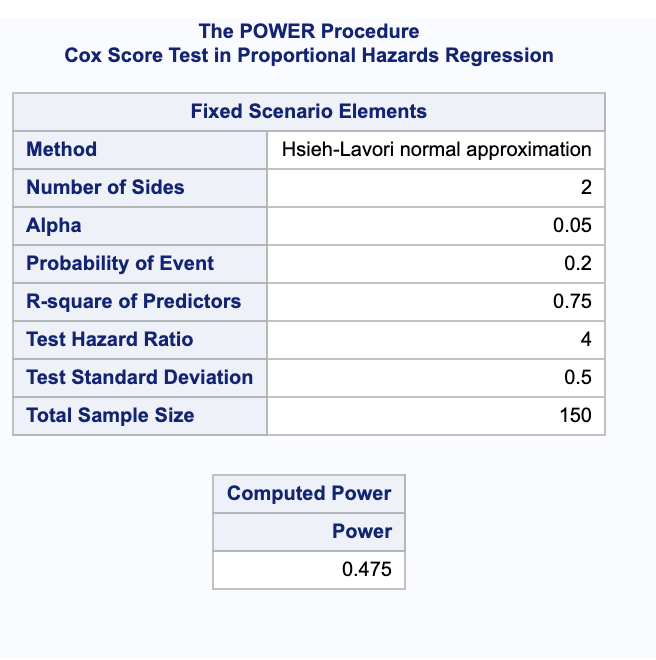 The POWER Procedure
Cox Score Test in Proportional Hazards Regression
Fixed Scenario Elements
Method Hsieh-Lavori normal approximation
Number of Sides 2
Alpha 0.05
Probability of Event 0.2
R-square of Predictors 0.75
Test Hazard Ratio 4
Test Standard Deviation 0.5
Total Sample Size 150
Computed Power
Power
0.475